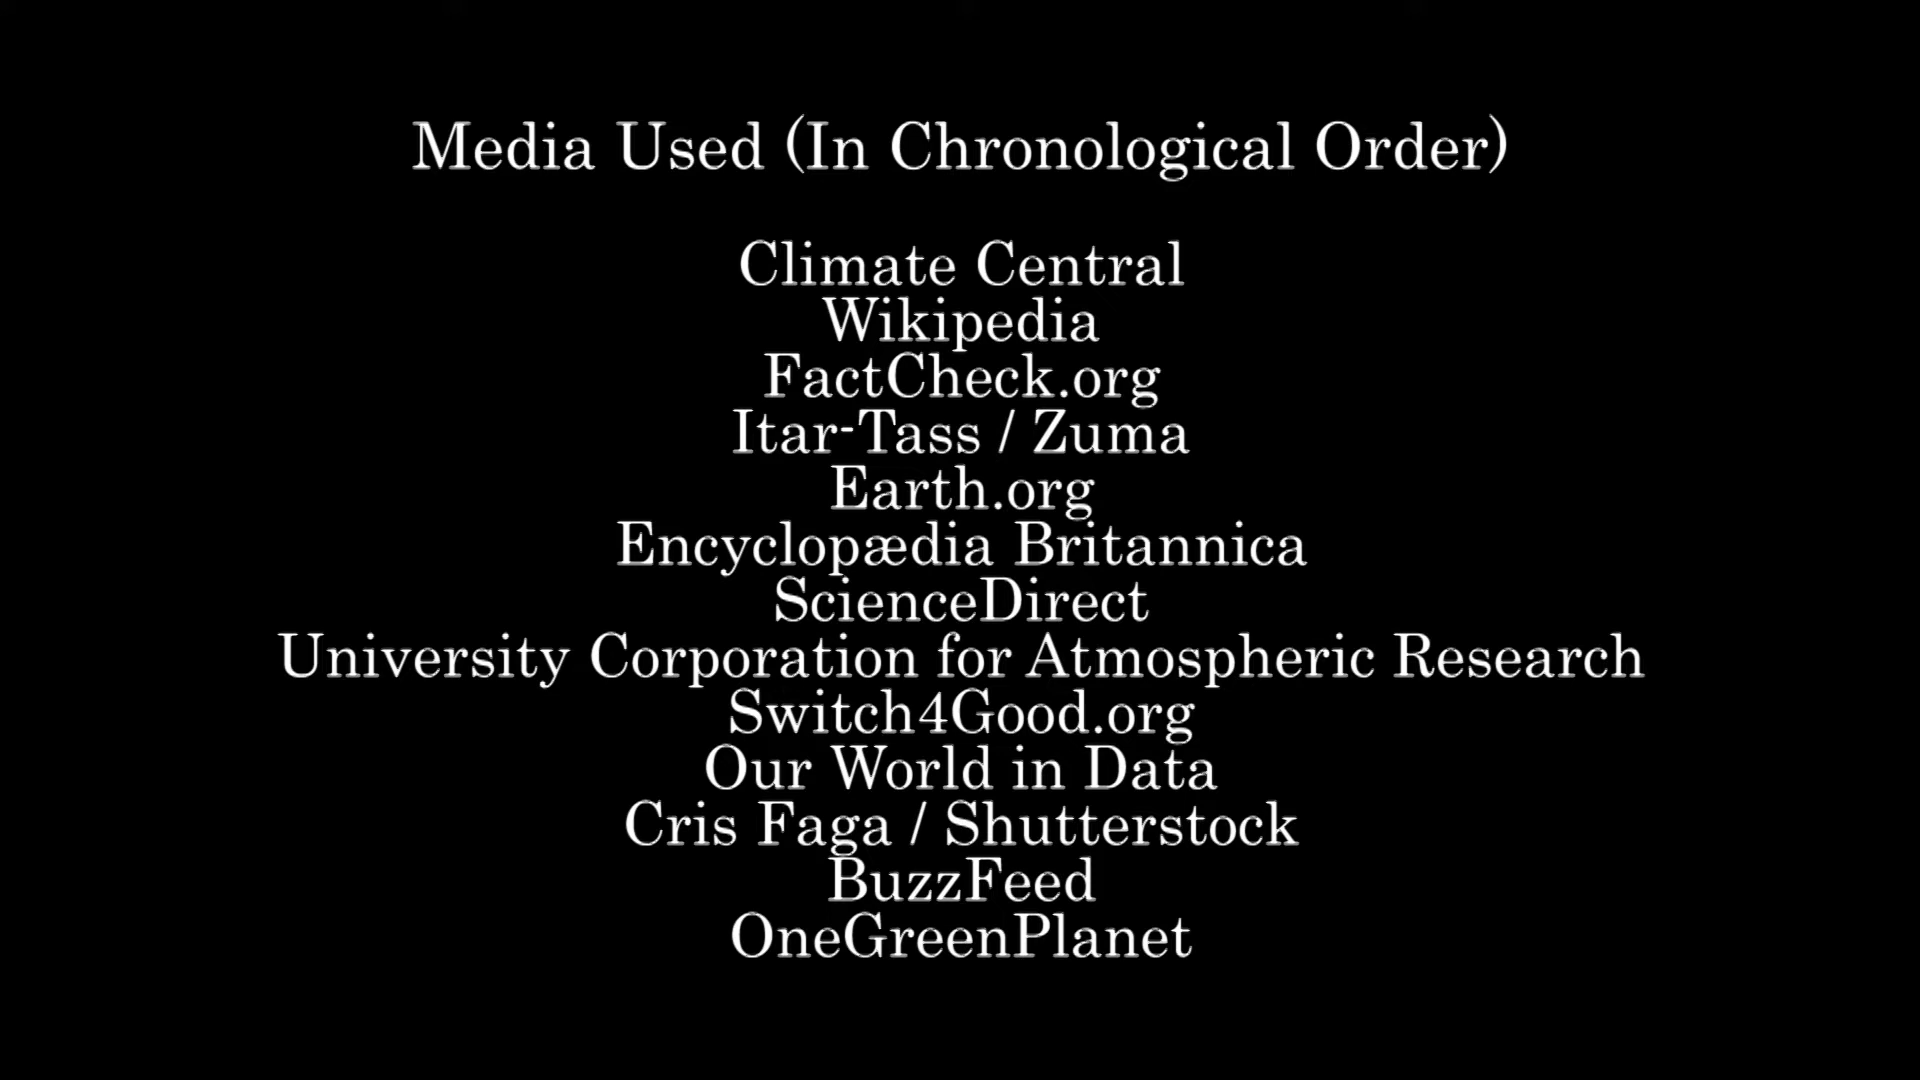 Media Used (In Chronological Order)
Climate Central
Wikipedia
FactCheck.org
Itar-Tass / Zuma
Earth.org
Encyclopædia Britannica
ScienceDirect
University Corporation for Atmospheric Research
Switch4Good.org
Our World in Data
Cris Faga / Shutterstock
BuzzFeed
OneGreenPlanet